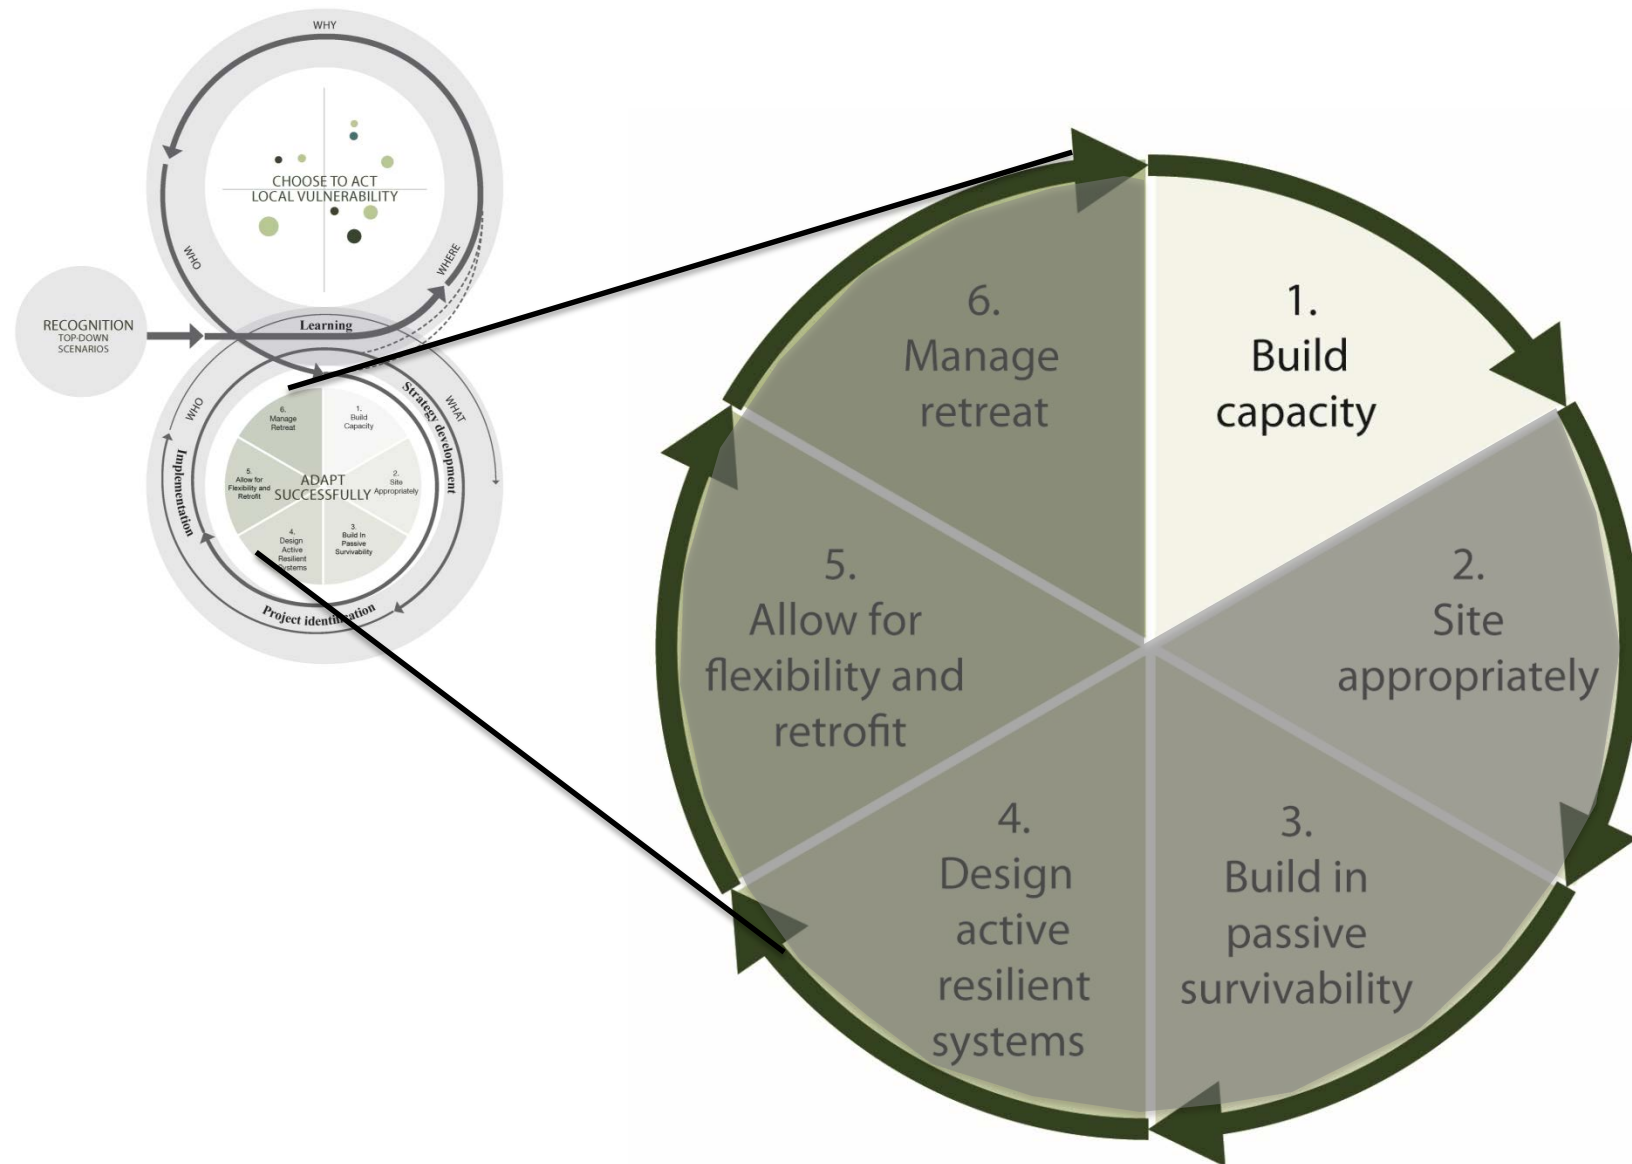 WHY
CHOOSE TO ACT
LOCAL VULNERABILITY
WHO
WHERE
RECOGNITION
TOP-DOWN
SCENARIOS
Learning
WHO
WHAT
Strategy development
Implementation
Project identification
ADAPT
SUCCESSFULLY
1.
Build
Capacity
2.
Site
Appropriately
3.
Build In
Passive
Survivability
4.
Design
Active
Resilient
Systems
5.
Allow for
Flexibility and
Retrofit
6.
Manage
Retreat
1.
Build
capacity
2.
Site
appropriately
3.
Build in
passive
survivability
4.
Design
active
resilient
systems
5.
Allow for
flexibility and
retrofit
6.
Manage
retreat